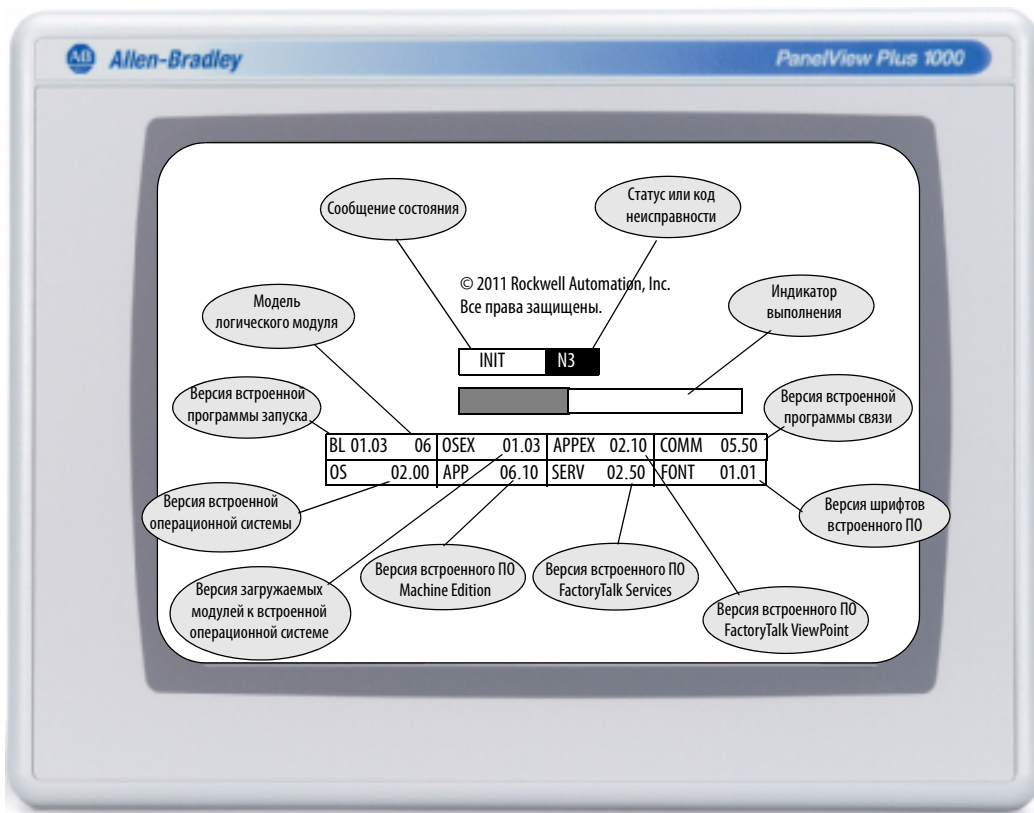 AB Allen-Bradley
PanelView Plus 1000
Сообщение состояния
Статус или код
неисправности
© 2011 Rockwell Automation, Inc.
Все права защищены.
Модель
логического модуля
Индикатор
выполнения
INIT N3
Версия встроенной
программы запуска
Версия встроенной
программы связи
BL 01.03 06 OSEX 01.03 APPEX 02.10 COMM 05.50
OS 02.00 APP 06.10 SERV 02.50 FONT 01.01
Версия встроенной
операционной системы
Версия шрифтов
встроенного ПО
Версия загружаемых
модулей к встроенной
операционной системе
Версия встроенного ПО
Machine Edition
Версия встроенного ПО
FactoryTalk Services
Версия встроенного ПО
FactoryTalk ViewPoint